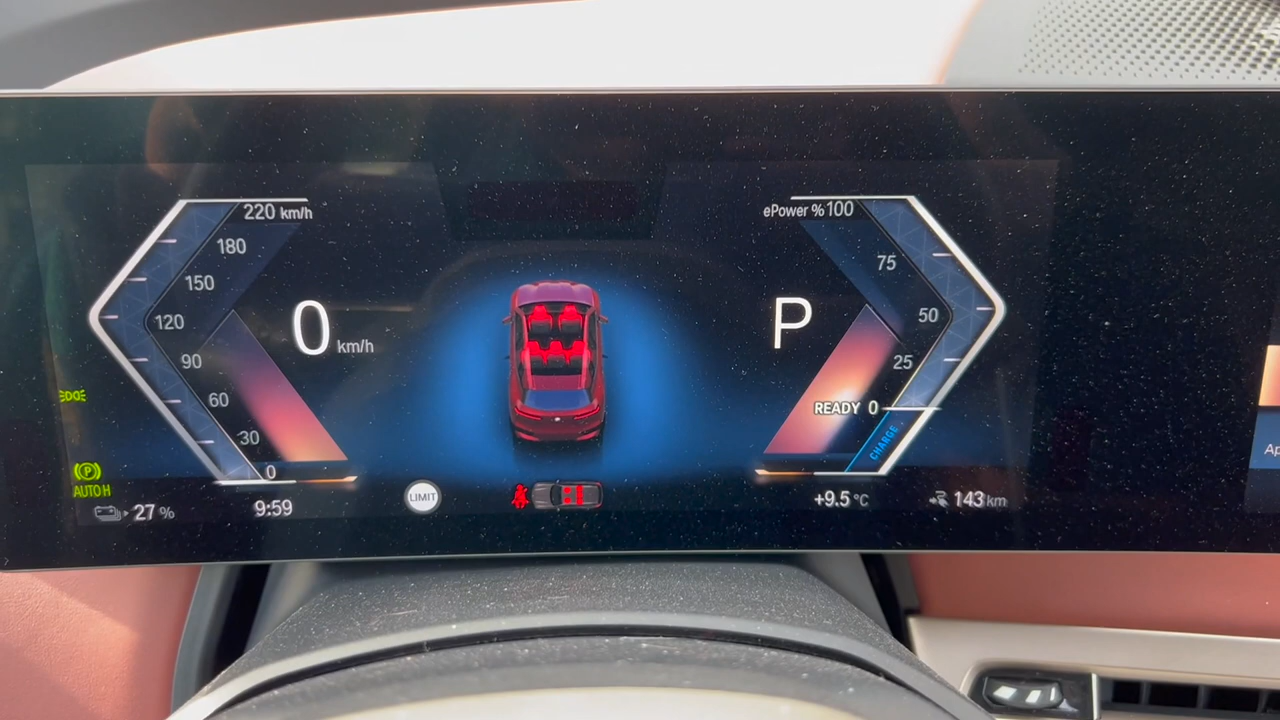 220 km/h
180
150
120
90
60
30
0
0 km/h
ePower % 100
75
50
25
READY 0
CHARGE
P
(P)
AUTO H
27 %
9:59
LIMIT
+9.5 °C
143 km
Ap